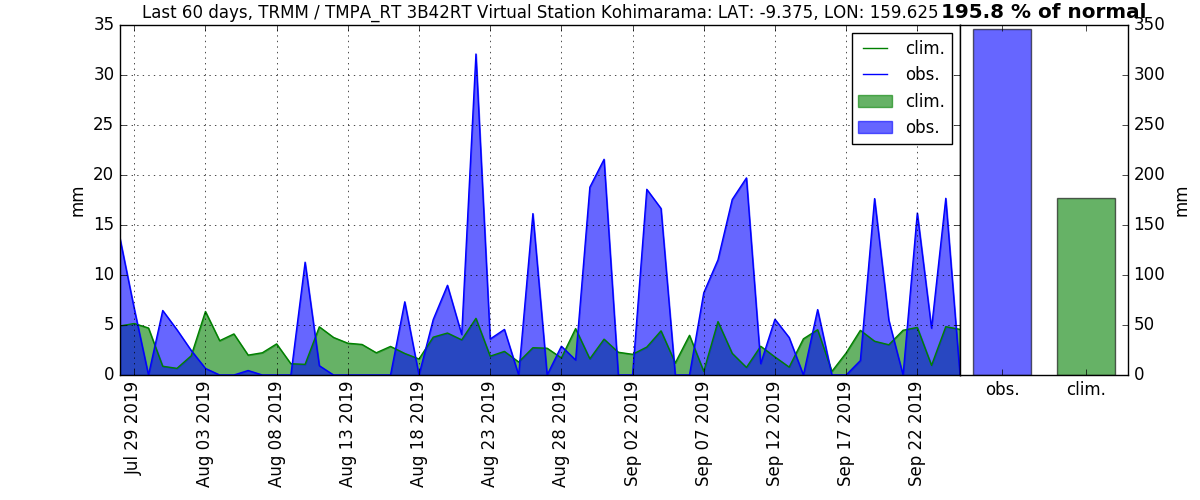 Last 60 days, TRMM / TMPA_RT 3B42RT Virtual Station Kohimarama: LAT: -9.375, LON: 159.625
195.8 % of normal
35
30
25
20
15
10
5
0
mm
clim.
obs.
clim.
obs.
350
300
250
200
150
100
50
0
mm
Jul 29 2019
Aug 03 2019
Aug 08 2019
Aug 13 2019
Aug 18 2019
Aug 23 2019
Aug 28 2019
Sep 02 2019
Sep 07 2019
Sep 12 2019
Sep 17 2019
Sep 22 2019
obs.
clim.